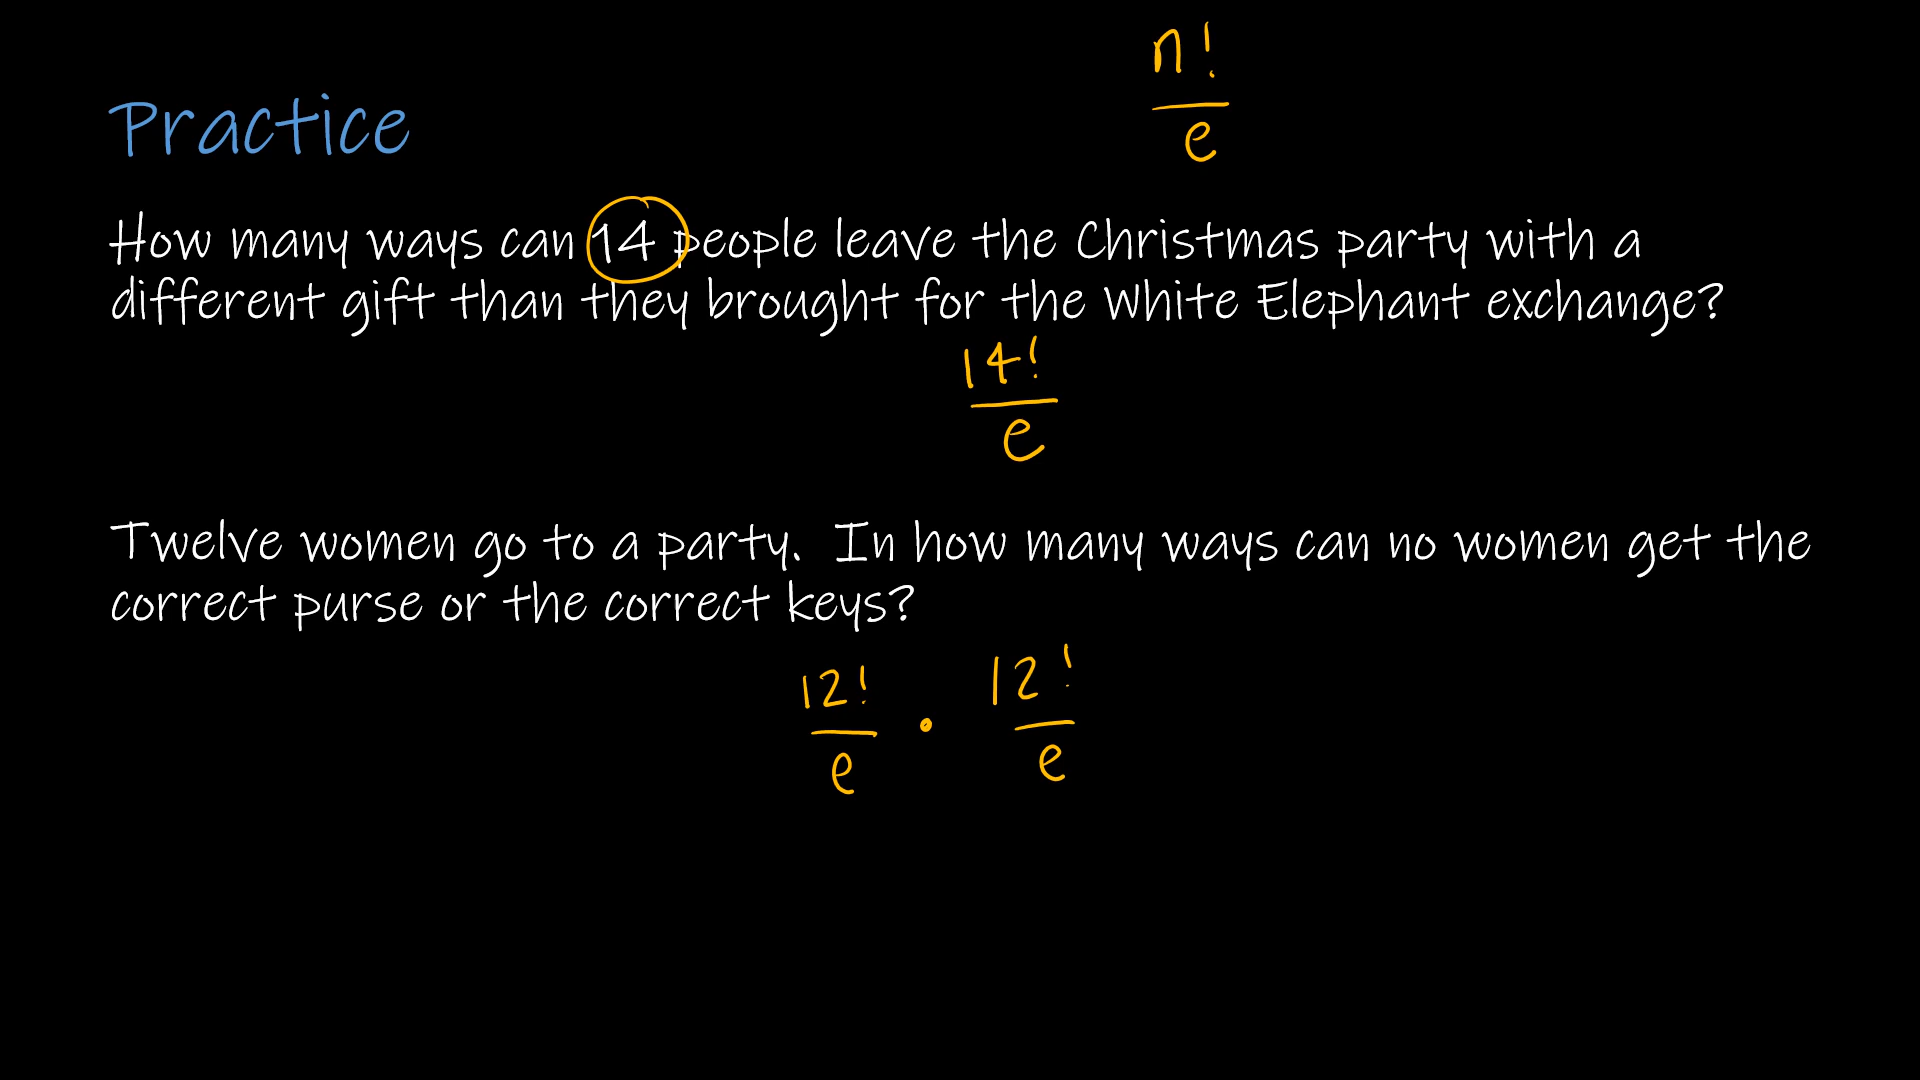 n!
e
Practice
How many ways can 14 people leave the Christmas party with a
different gift than they brought for the White Elephant exchange?
14!
e
Twelve women go to a party. In how many ways can no women get the
correct purse or the correct keys?
12! • 12!
e e